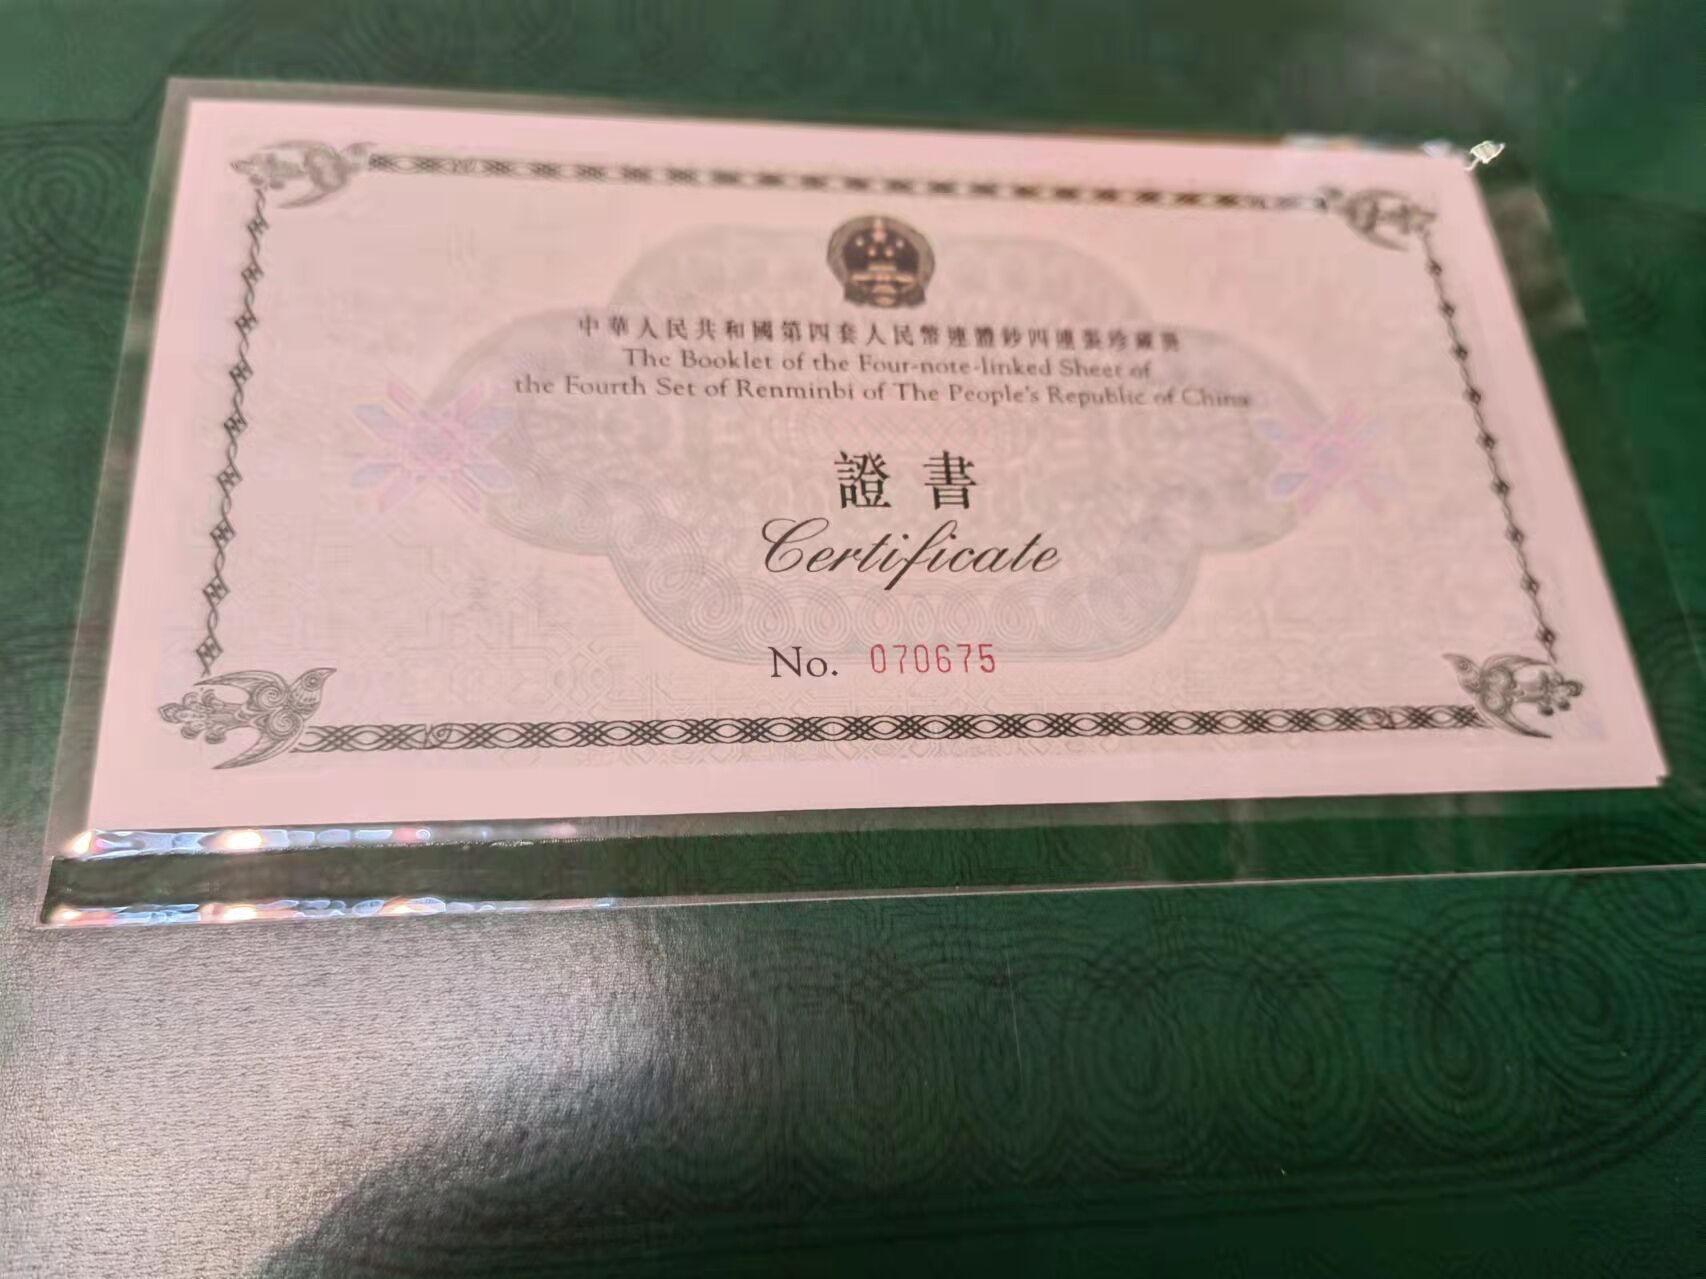 中華人民共和國第四套人民幣連體鈔四連張珍藏冊
The Booklet of the Four-note-linked Sheet of
the Fourth Set of Renminbi of The People's Republic of China
證書
Certificate
No. 070675